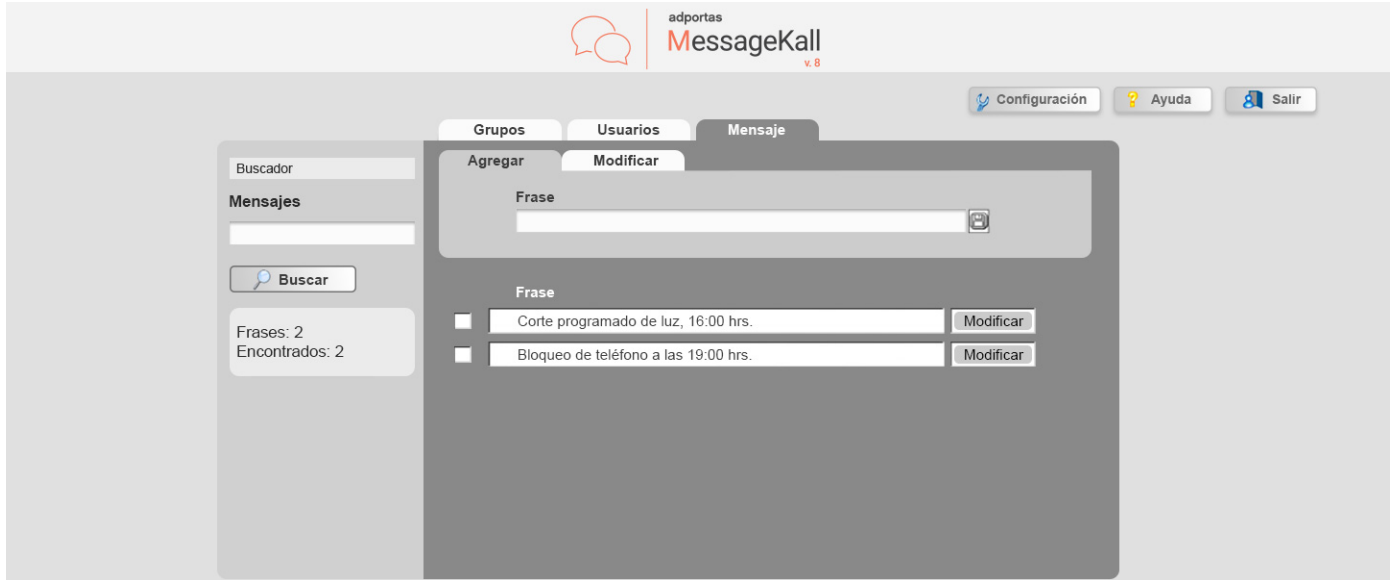 adportas
MessageKall
v. 8
Configuración Ayuda Salir
Grupos Usuarios Mensaje
Buscador
Mensajes
Buscar
Frases: 2
Encontrados: 2
Agregar Modificar
Frase
Frase
Corte programado de luz, 16:00 hrs. Modificar
Bloqueo de teléfono a las 19:00 hrs. Modificar